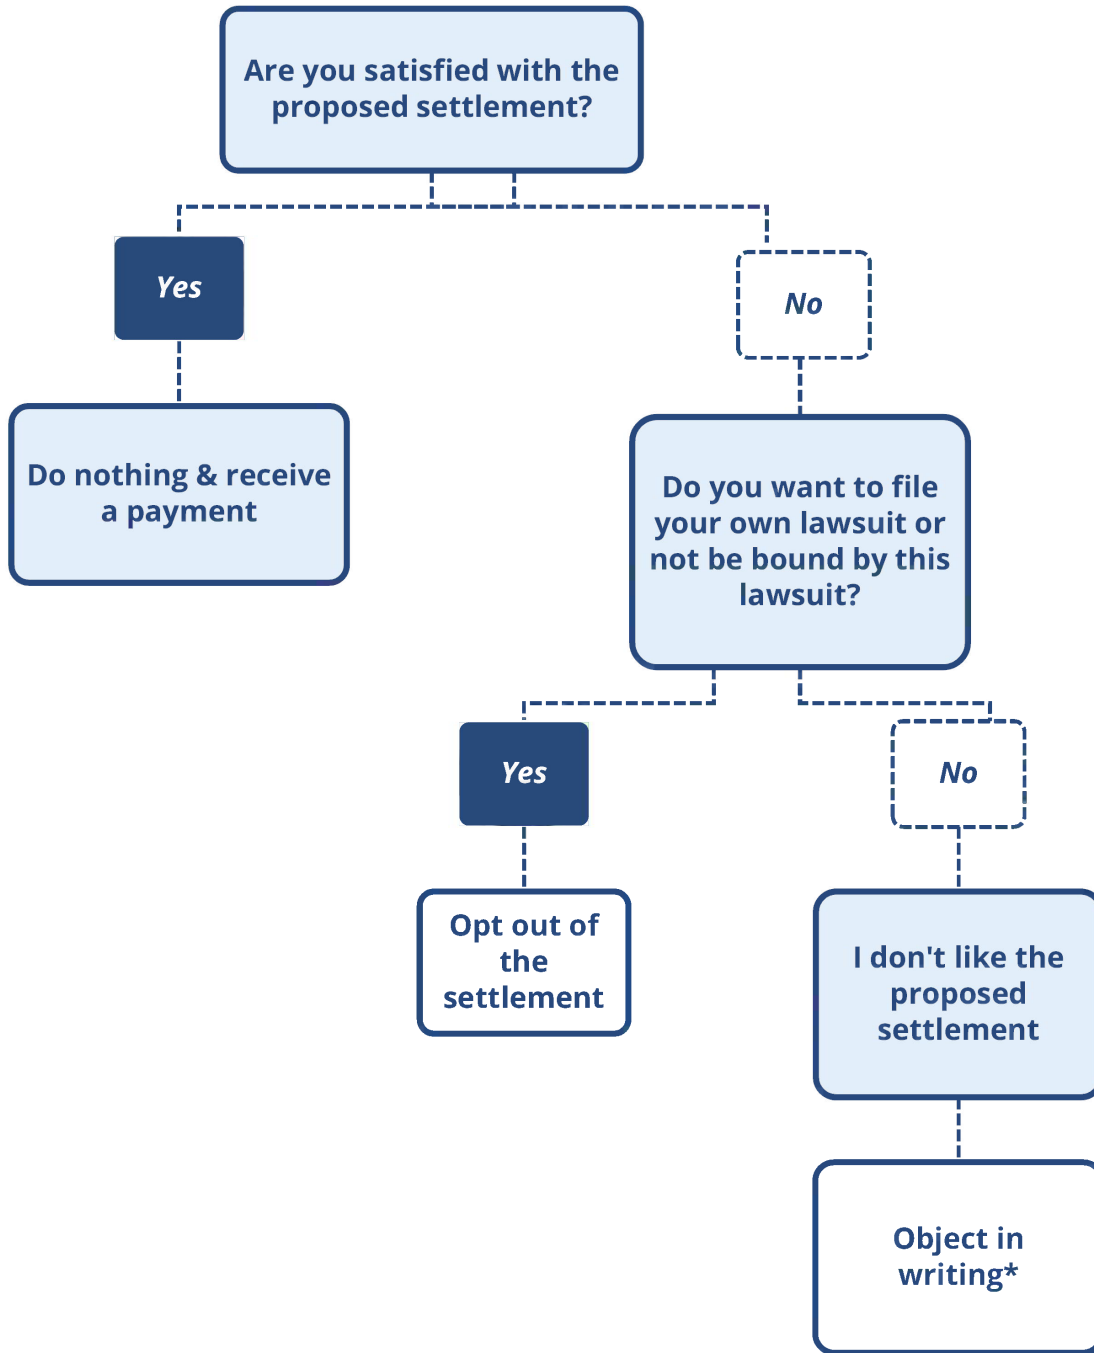 Are you satisfied with the
proposed settlement?
Yes
No
Do nothing & receive
a payment
Do you want to file
your own lawsuit or
not be bound by this
lawsuit?
Yes
No
Opt out of
the
settlement
I don't like the
proposed
settlement
Object in
writing*